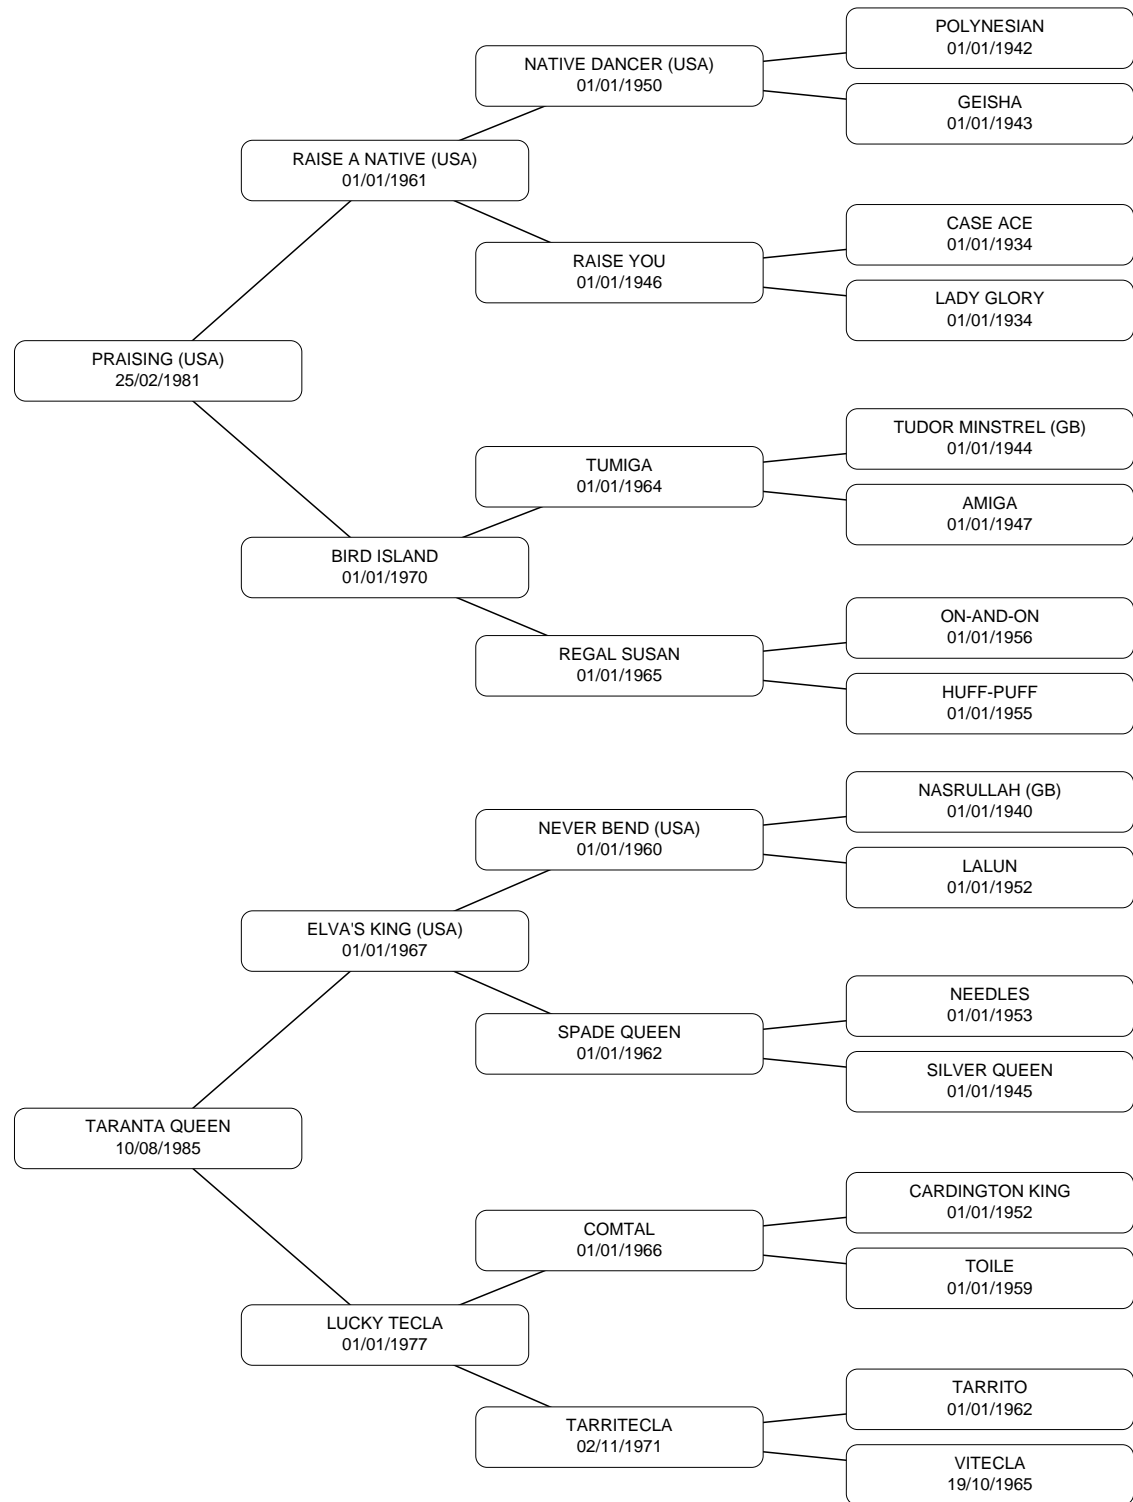 POLYNESIAN
01/01/1942
NATIVE DANCER (USA)
01/01/1950
GEISHA
01/01/1943
RAISE A NATIVE (USA)
01/01/1961
CASE ACE
01/01/1934
RAISE YOU
01/01/1946
LADY GLORY
01/01/1934
PRAISING (USA)
25/02/1981
TUDOR MINSTREL (GB)
01/01/1944
TUMIGA
01/01/1964
AMIGA
01/01/1947
BIRD ISLAND
01/01/1970
ON-AND-ON
01/01/1956
REGAL SUSAN
01/01/1965
HUFF-PUFF
01/01/1955
NASRULLAH (GB)
01/01/1940
NEVER BEND (USA)
01/01/1960
LALUN
01/01/1952
ELVA'S KING (USA)
01/01/1967
NEEDLES
01/01/1953
SPADE QUEEN
01/01/1962
SILVER QUEEN
01/01/1945
TARANTA QUEEN
10/08/1985
CARDINGTON KING
01/01/1952
COMTAL
01/01/1966
TOILE
01/01/1959
LUCKY TECLA
01/01/1977
TARRITO
01/01/1962
TARRITECLA
02/11/1971
VITECLA
19/10/1965